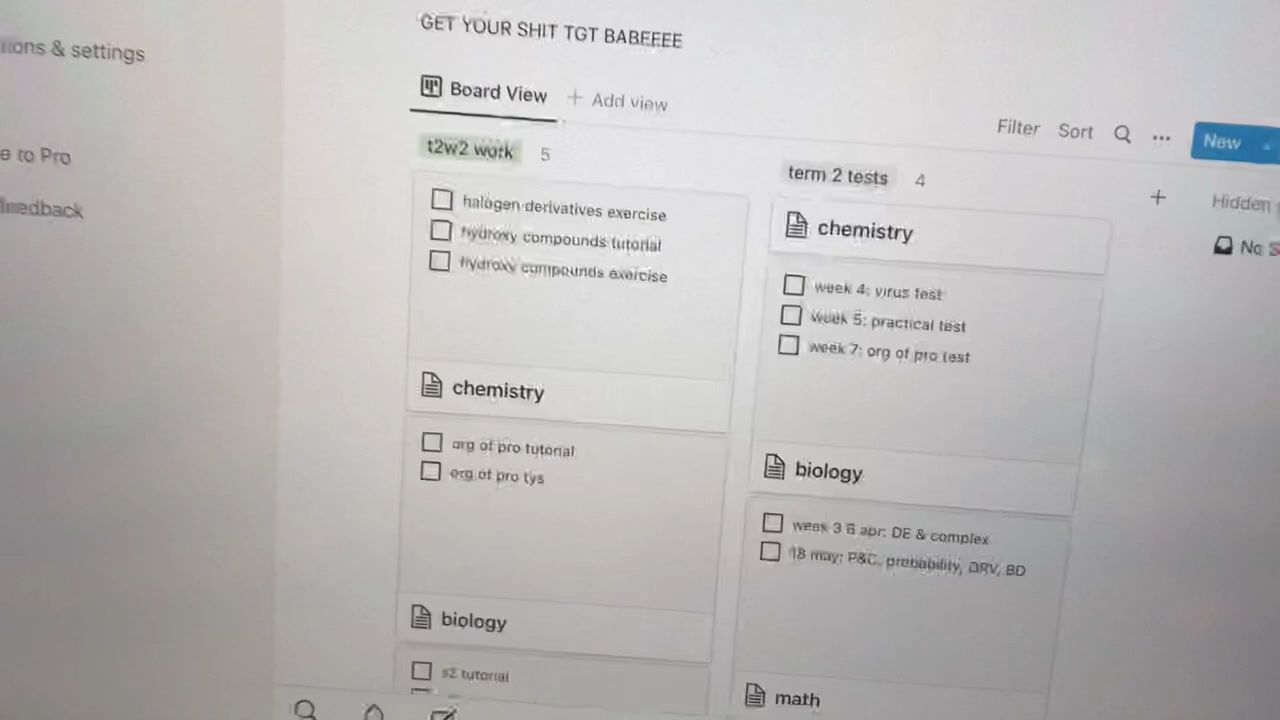 GET YOUR SHIT TGT BABEEEE
& settings
Board View
+ Add view
Filter
Sort
...
New
t2w2 work 5
halogen derivatives exercise
hydroxy compounds tutorial
hydroxy compounds exercise
chemistry
org of pro tutorial
org of pro tys
biology
s2 tutorial
term 2 tests 4
chemistry
week 4: virus test
week 5: practical test
week 7: org of pro test
biology
week 3 6 apr: DE & complex
18 may: P&C, probability, DRV, BD
math
+
Hidden
No
e to Pro
feedback